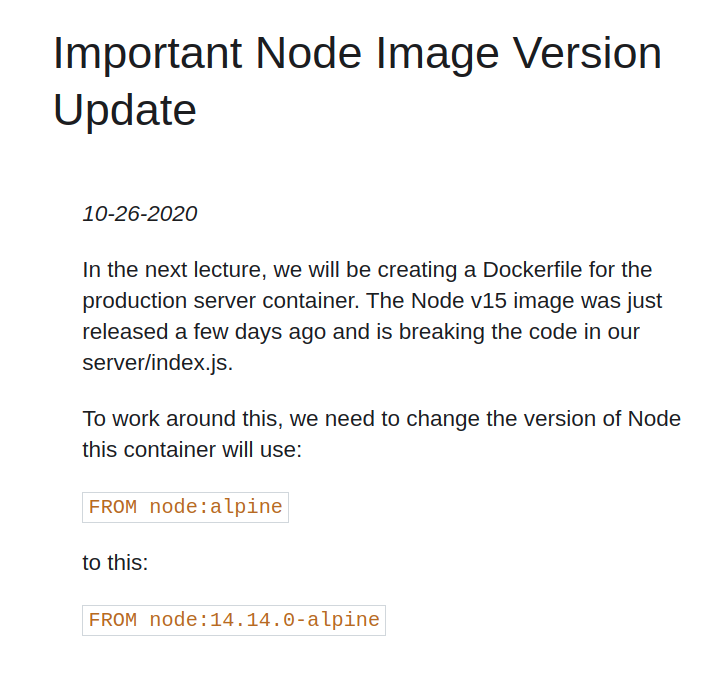 Important Node Image Version
Update
10-26-2020
In the next lecture, we will be creating a Dockerfile for the
production server container. The Node v15 image was just
released a few days ago and is breaking the code in our
server/index.js.
To work around this, we need to change the version of Node
this container will use:
FROM node:alpine
to this:
FROM node:14.14.0-alpine